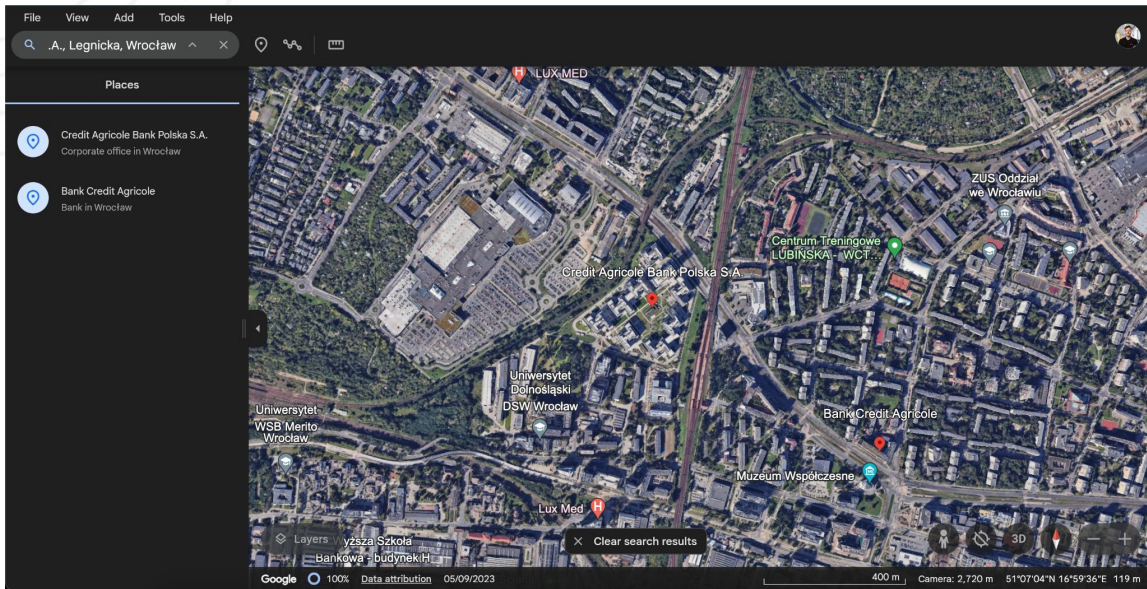 File View Add Tools Help
.A., Legnicka, Wrocław
Places
Credit Agricole Bank Polska S.A.
Corporate office in Wrocław
Bank Credit Agricole
Bank in Wrocław
LUX MED
ZUS Oddział
we Wrocławiu
Centrum Treningowe
LUBIŃSKA - WCT...
Credit Agricole Bank Polska S.A.
Uniwersytet
Dolnośląski
DSW Wrocław
Bank Credit Agricole
Uniwersytet
WSB Merito
Wrocław
Muzeum Współczesne
Lux Med
Layers
yższa Szkoła
Bankowa - budynek H
Clear search results
3D
Google 100% Data attribution 05/09/2023 400 m Camera: 2,720 m 51°07'04"N 16°59'36"E 119 m